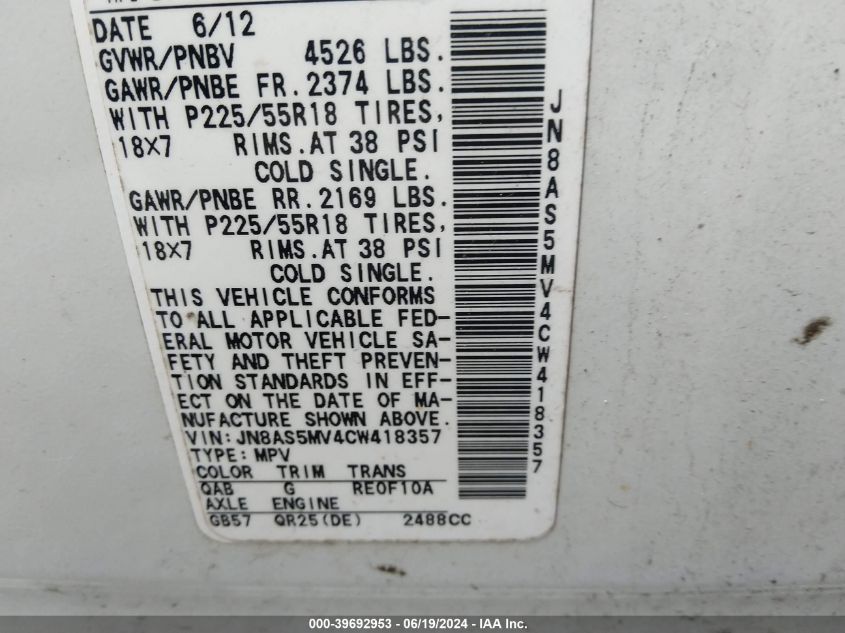 DATE 6/12
GVWR/PNBV 4526 LBS.
GAWR/PNBE FR. 2374 LBS.
WITH P225/55R18 TIRES,
18X7 RIMS.AT 38 PSI
COLD SINGLE.
GAWR/PNBE RR. 2169 LBS.
WITH P225/55R18 TIRES,
18X7 RIMS.AT 38 PSI
COLD SINGLE.
THIS VEHICLE CONFORMS
TO ALL APPLICABLE FED-
ERAL MOTOR VEHICLE SA-
FETY AND THEFT PREVEN-
TION STANDARDS IN EFF-
ECT ON THE DATE OF MA-
NUFACTURE SHOWN ABOVE.
VIN:JN8AS5MV4CW418357
TYPE:MPV
COLOR TRIM TRANS
QAB G RE0F10A
AXLE ENGINE
GB57 QR25(DE) 2488CC
JN8AS5MV4CW418357
000-39692953 - 06/19/2024 - IAA Inc.